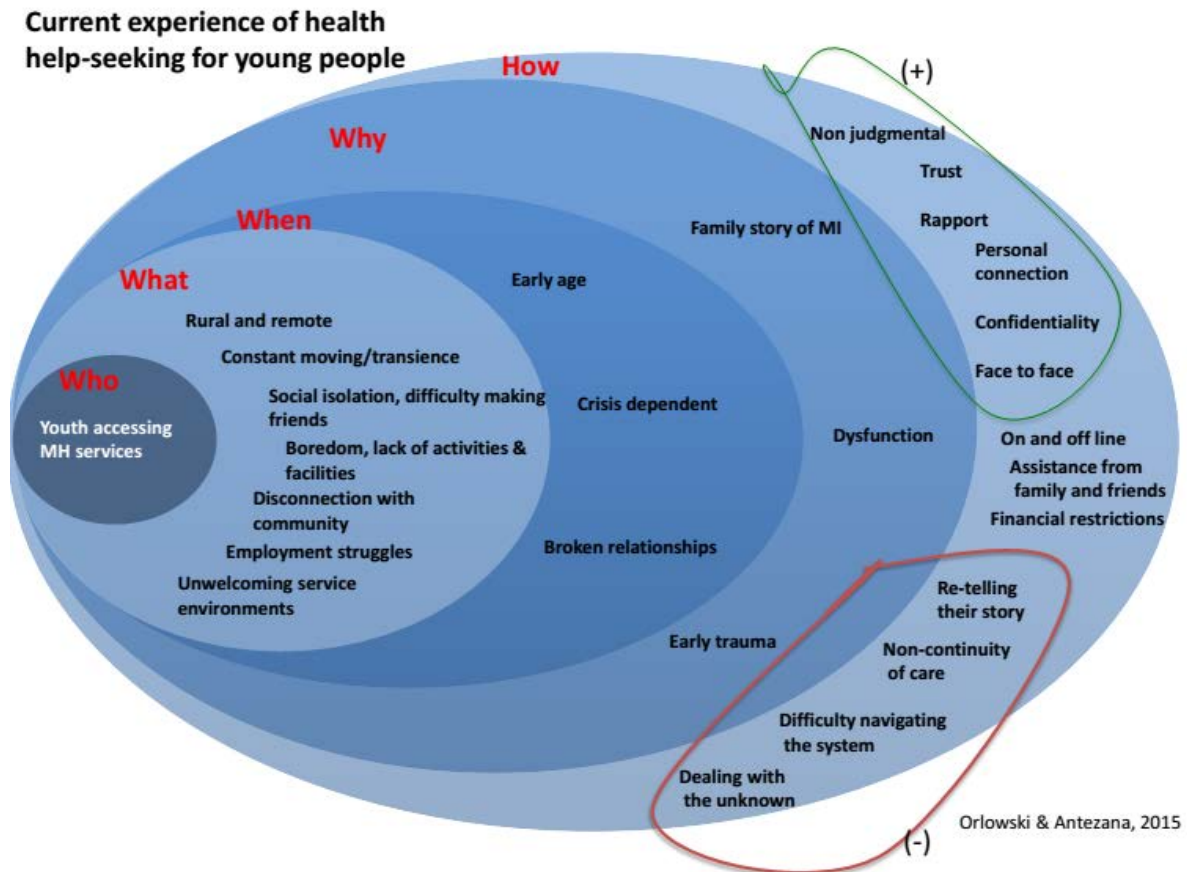 Current experience of health
help-seeking for young people
How
(+)
Why
Non judgmental
Trust
When
Family story of MI
Rapport
Personal
connection
What
Early age
Rural and remote
Confidentiality
Constant moving/transience
Who
Face to face
Social isolation, difficulty making
friends
Crisis dependent
Youth accessing
MH services
Dysfunction
On and off line
Boredom, lack of activities &
facilities
Assistance from
family and friends
Disconnection with
community
Financial restrictions
Employment struggles
Broken relationships
Unwelcoming service
environments
Re-telling
their story
Early trauma
Non-continuity
of care
Difficulty navigating
the system
Dealing with
the unknown
Orlowski & Antezana, 2015
(-)